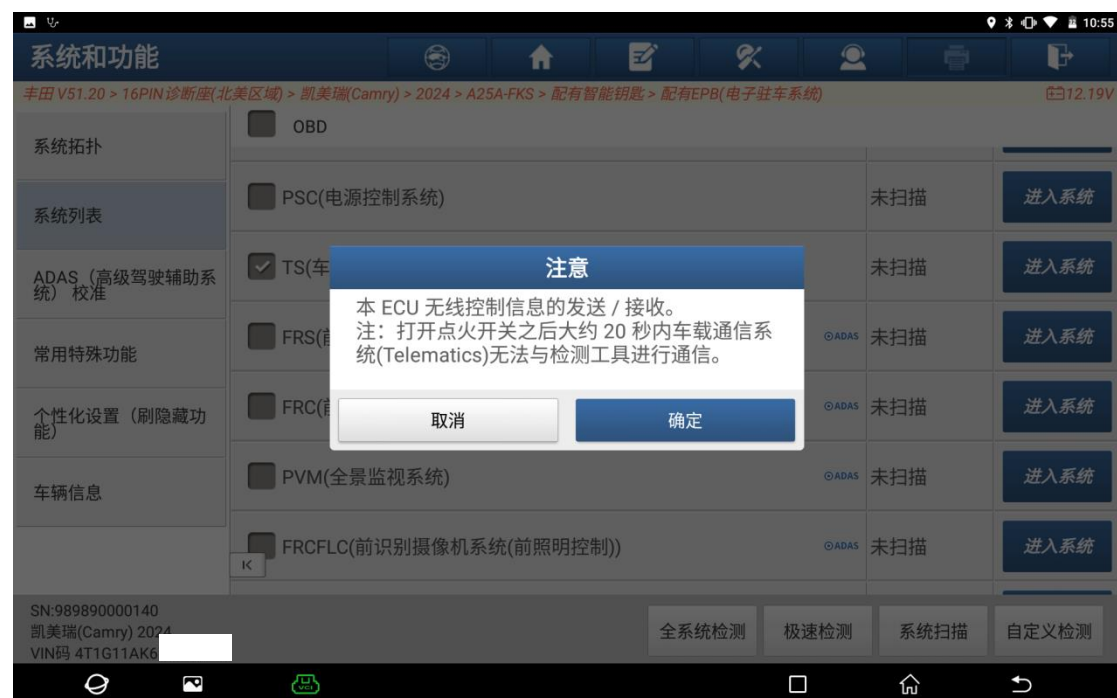 10:55
系统和功能
丰田 V51.20 > 16PIN诊断座(北美区域) > 凯美瑞(Camry) > 2024 > A25A-FKS > 配有智能钥匙 > 配有EPB(电子驻车系统)
12.19V
系统拓扑
系统列表
ADAS（高级驾驶辅助系
统） 校准
常用特殊功能
个性化设置（刷隐藏功
能）
车辆信息
OBD
PSC(电源控制系统)
未扫描
进入系统
TS(车
未扫描
进入系统
FRS(前
ADAS
未扫描
进入系统
FRC(前
ADAS
未扫描
进入系统
PVM(全景监视系统)
ADAS
未扫描
进入系统
FRCFLC(前识别摄像机系统(前照明控制))
ADAS
未扫描
进入系统
注意
本 ECU 无线控制信息的发送 / 接收。
注：打开点火开关之后大约 20 秒内车载通信系
统(Telematics)无法与检测工具进行通信。
取消
确定
SN:989890000140
凯美瑞(Camry) 2024
VIN码 4T1G11AK6
全系统检测
极速检测
系统扫描
自定义检测
VCI